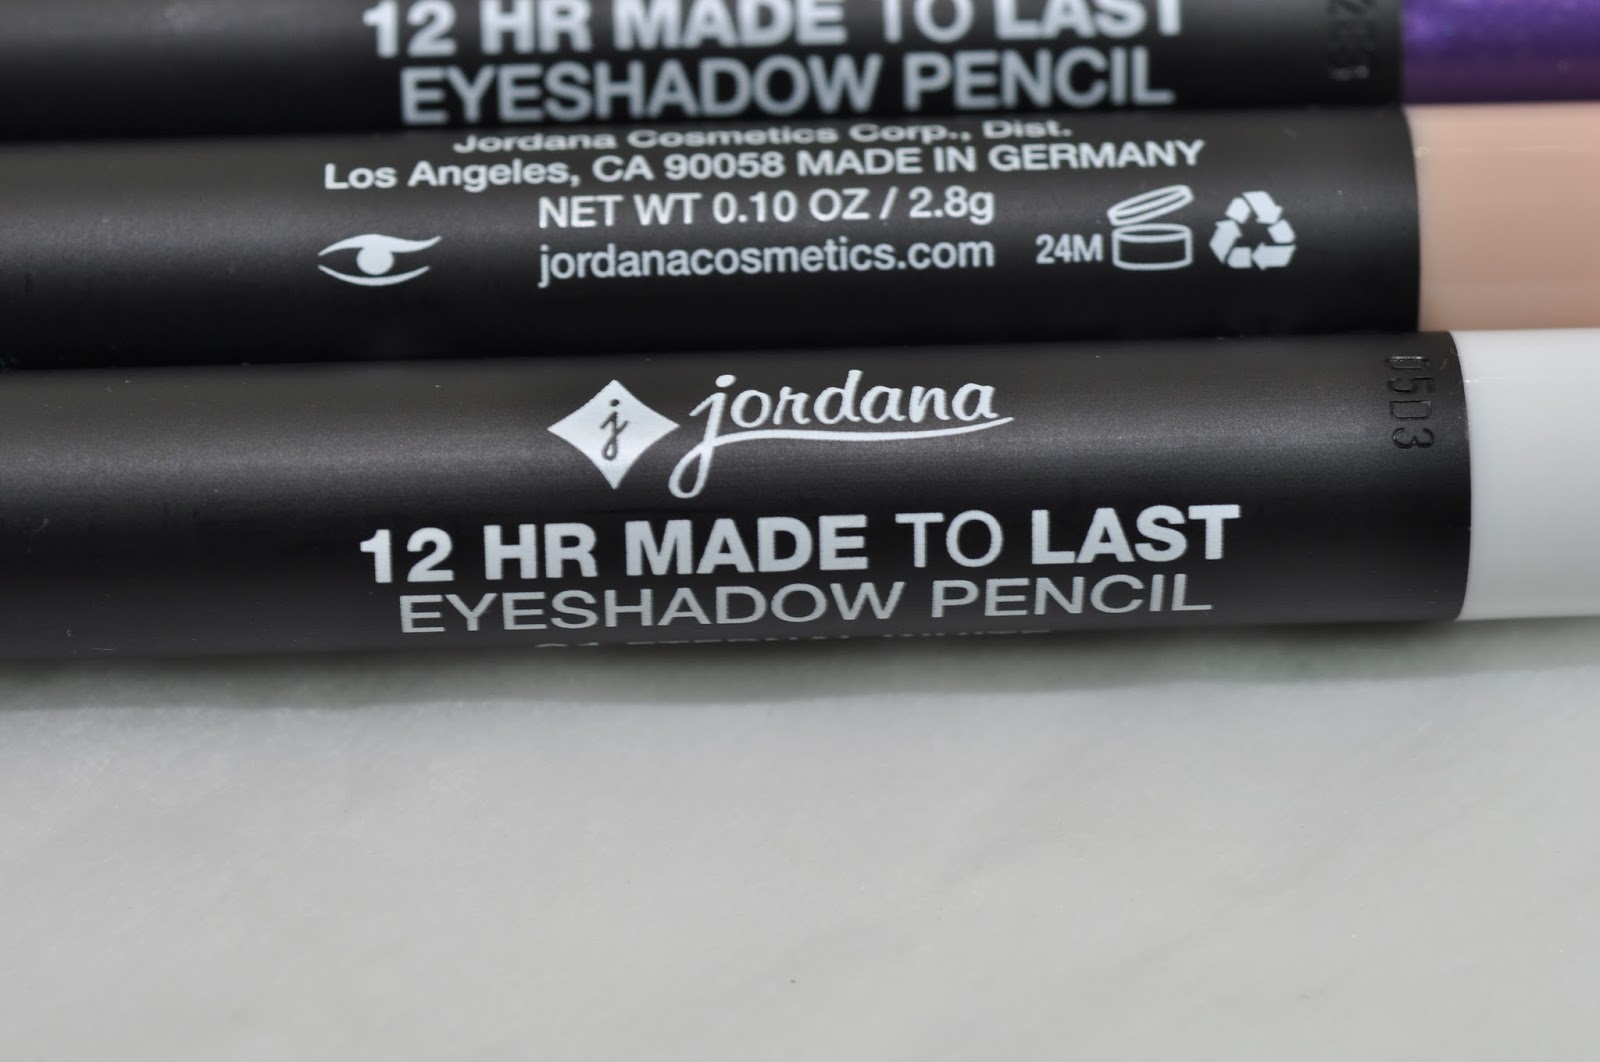 12 HR MADE TO LAST
EYESHADOW PENCIL
Jordana Cosmetics Corp., Dist.
Los Angeles, CA 90058 MADE IN GERMANY
NET WT 0.10 OZ / 2.8g
jordanacosmetics.com
24M
j jordana
12 HR MADE TO LAST
EYESHADOW PENCIL
05D3